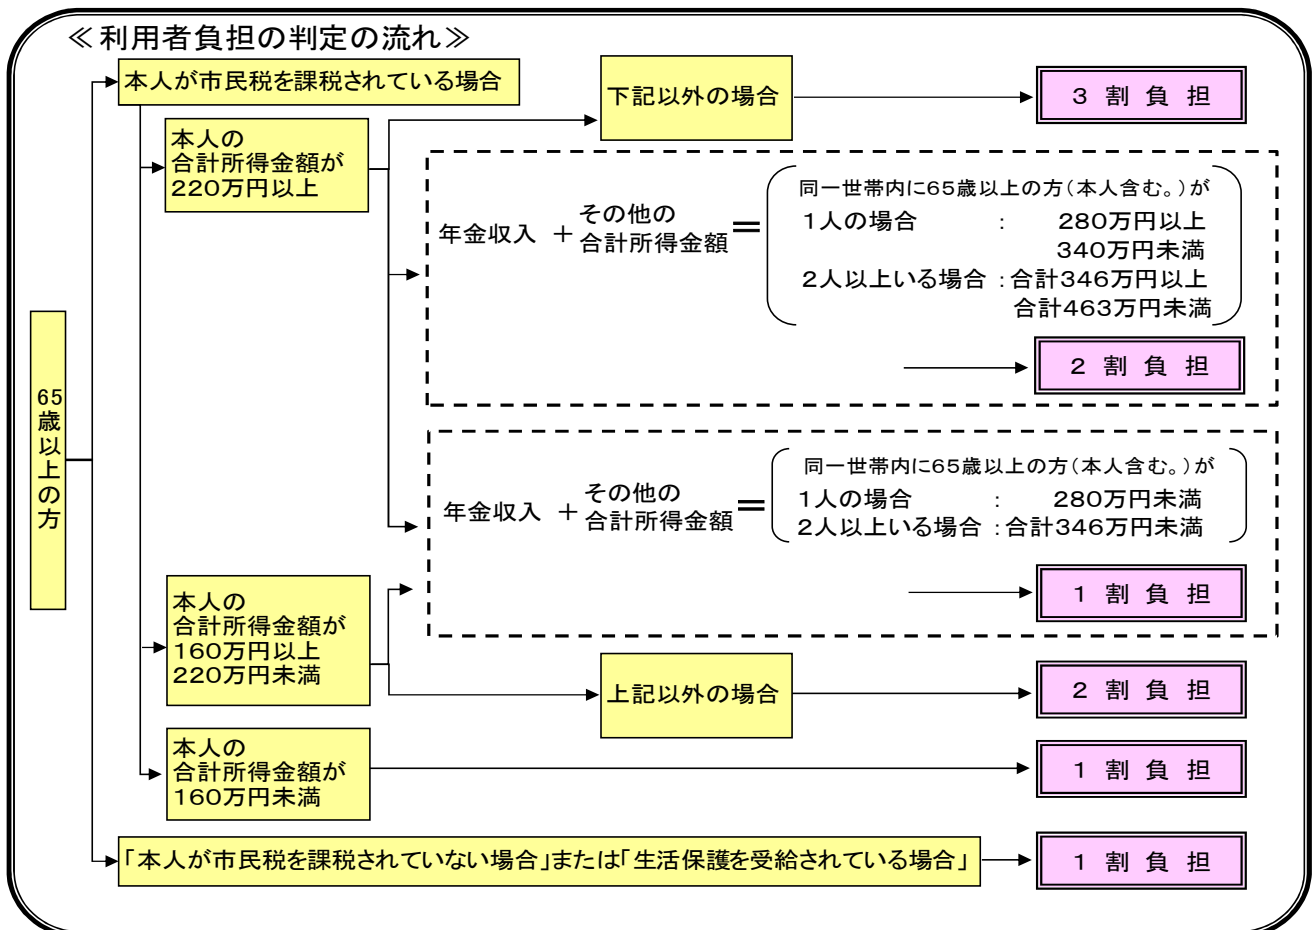 ≪利用者負担の判定の流れ≫
本人が市民税を課税されている場合
下記以外の場合
3 割 負 担
本人の
合計所得金額が
220万円以上
同一世帯内に65歳以上の方(本人含む。)が
年金収入 + その他の
合計所得金額 =
1人の場合 : 280万円以上
340万円未満
2人以上いる場合 : 合計346万円以上
合計463万円未満
2 割 負 担
65歳以上の方
同一世帯内に65歳以上の方(本人含む。)が
年金収入 + その他の
合計所得金額 =
1人の場合 : 280万円未満
2人以上いる場合 : 合計346万円未満
1 割 負 担
本人の
合計所得金額が
160万円以上
220万円未満
上記以外の場合
2 割 負 担
本人の
合計所得金額が
160万円未満
1 割 負 担
「本人が市民税を課税されていない場合」または「生活保護を受給されている場合」
1 割 負 担